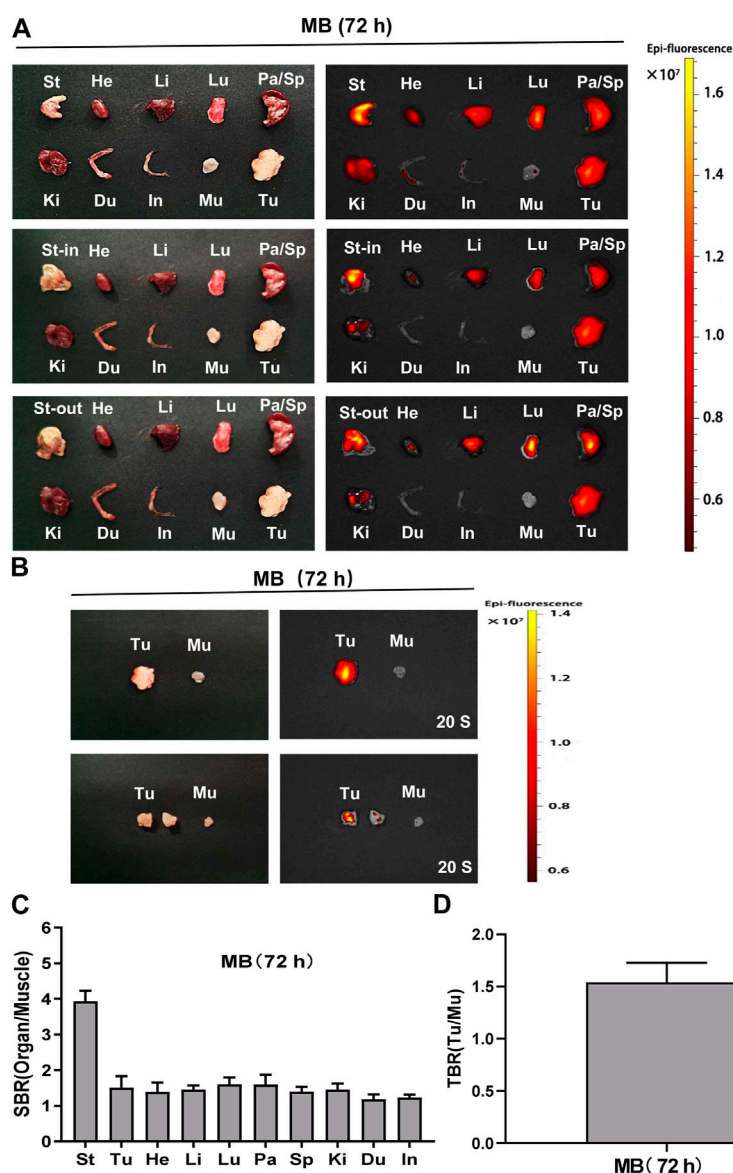 A
MB (72 h)
Epi-fluorescence
×10⁷
St He Li Lu Pa/Sp
Ki Du In Mu Tu
St He Li Lu Pa/Sp
Ki Du In Mu Tu
St-in He Li Lu Pa/Sp
Ki Du In Mu Tu
St-in He Li Lu Pa/Sp
Ki Du In Mu Tu
St-out He Li Lu Pa/Sp
Ki Du In Mu Tu
St-out He Li Lu Pa/Sp
Ki Du In Mu Tu
1.6
1.4
1.2
1.0
0.8
0.6
B
MB (72 h)
Epi-fluorescence
×10⁷
Tu Mu
Tu Mu
20 S
Tu Mu
Tu Mu
20 S
1.4
1.2
1.0
0.8
0.6
C
MB(72 h)
SBR(Organ/Muscle)
6
5
4
3
2
1
0
St Tu He Li Lu Pa Sp Ki Du In
D
TBR(Tu/Mu)
2.0
1.5
1.0
0.5
0.0
MB( 72 h)